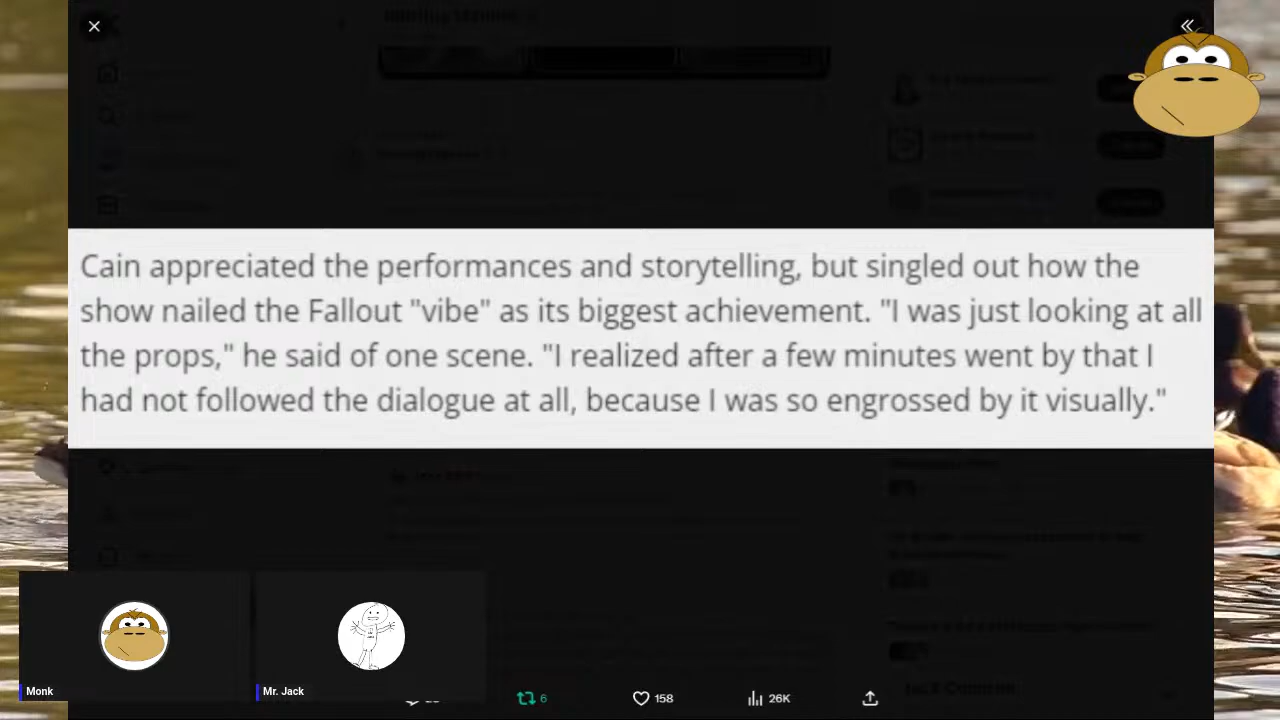 Cain appreciated the performances and storytelling, but singled out how the
show nailed the Fallout "vibe" as its biggest achievement. "I was just looking at all
the props," he said of one scene. "I realized after a few minutes went by that I
had not followed the dialogue at all, because I was so engrossed by it visually."
Monk
Mr. Jack
6
158
26K